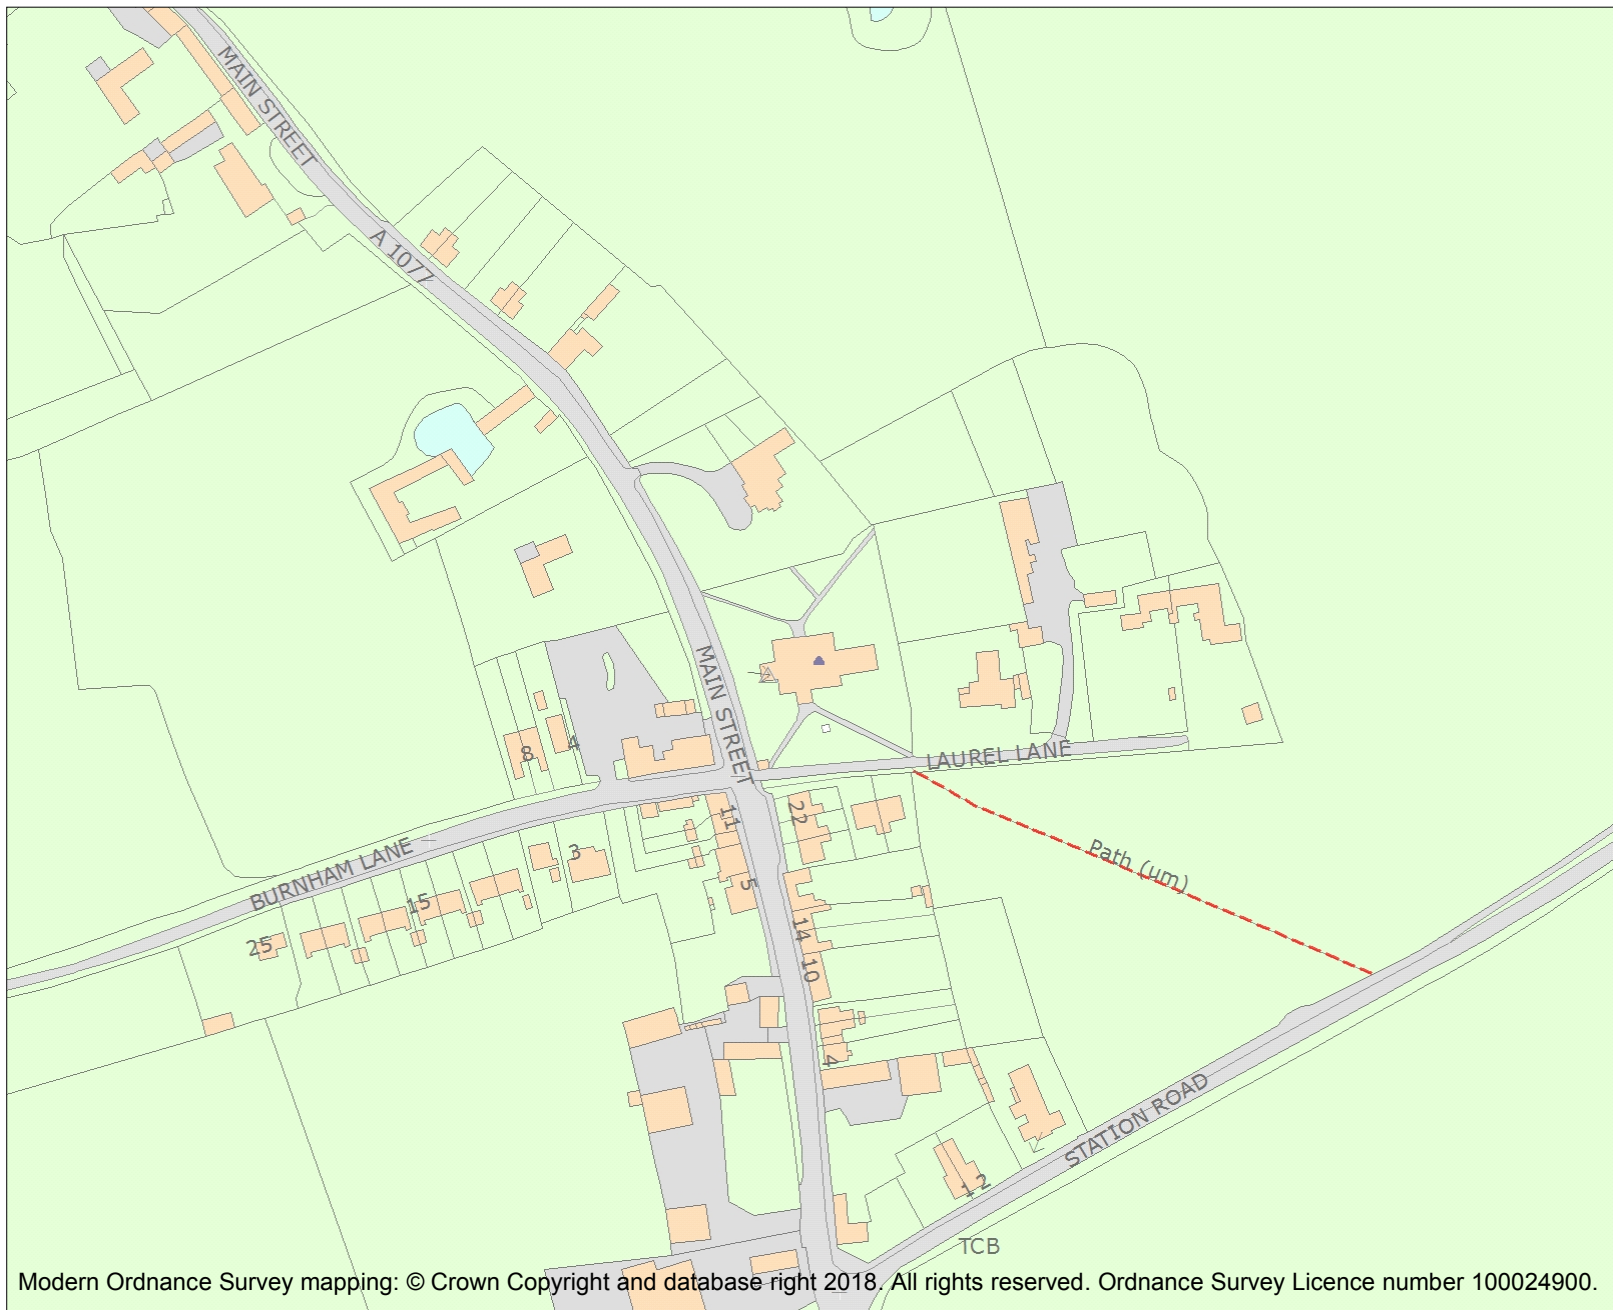 MAIN STREET
A 1077
MAIN STREET
8
4
LAUREL LANE
11
22
3
5
Path (um)
BURNHAM LANE
15
25
14
10
4
STATION ROAD
1 2
TCB
Modern Ordnance Survey mapping: © Crown Copyright and database right 2018. All rights reserved. Ordnance Survey Licence number 100024900.